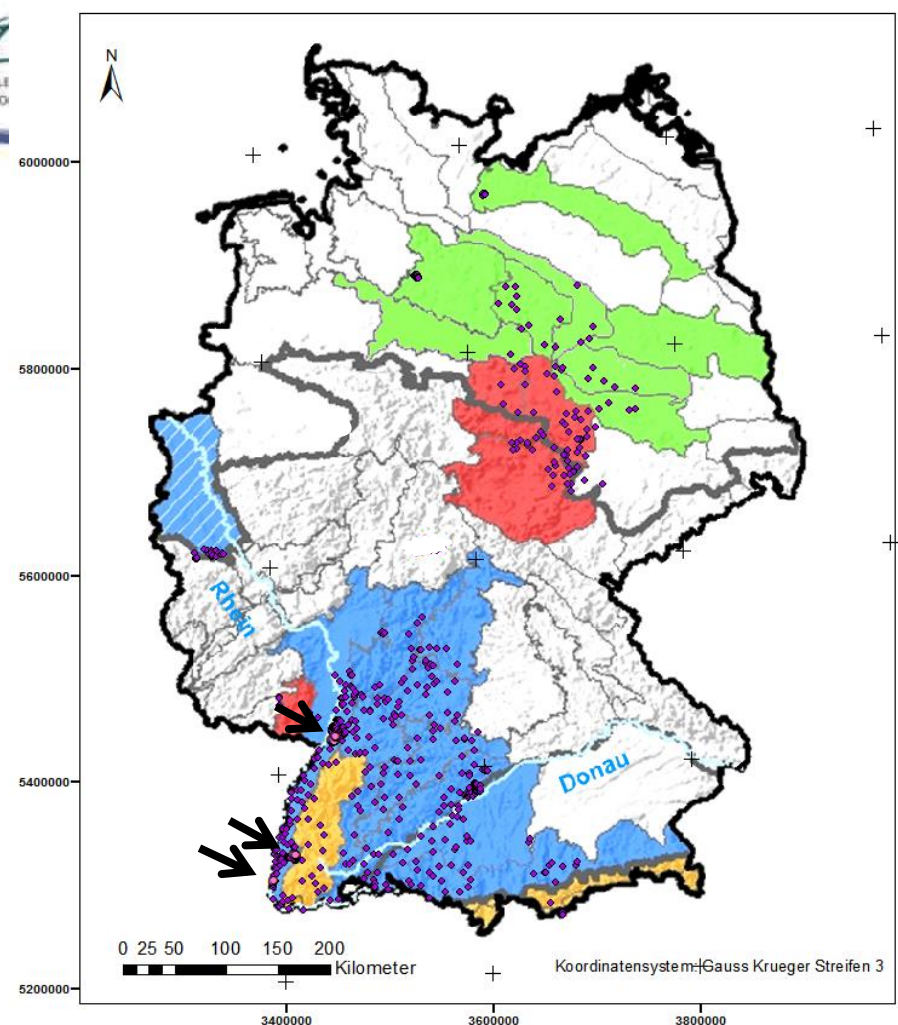 N
6000000
5800000
5600000
5400000
5200000
Rhein
Donau
0 25 50 100 150 200
Kilometer
Koordinatensystem: Gauss Krueger Streifen 3
3400000 3600000 3800000